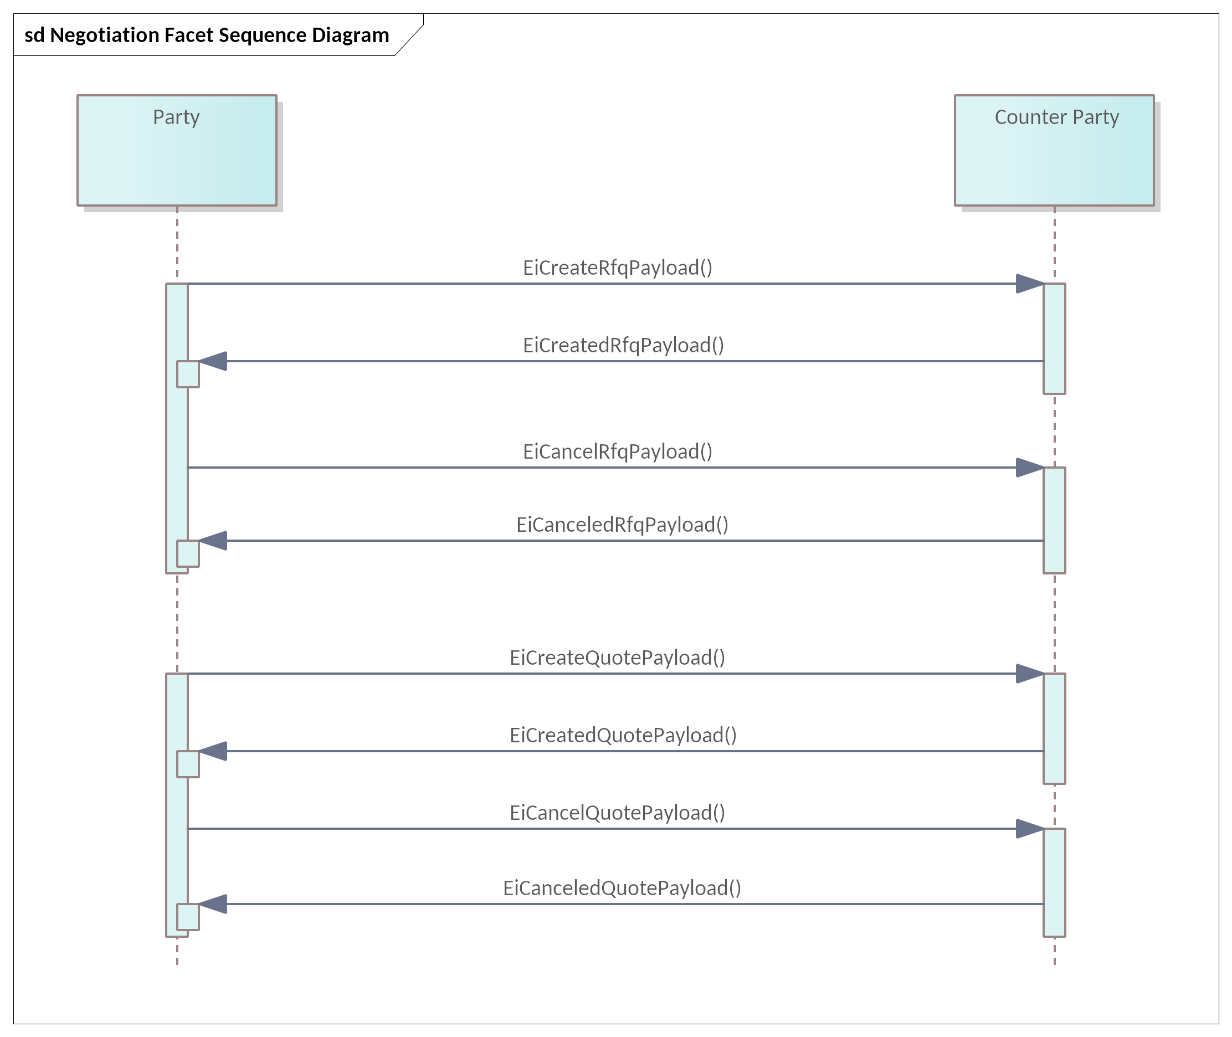 sd Negotiation Facet Sequence Diagram
Party
Counter Party
EiCreateRfqPayload()
EiCreatedRfqPayload()
EiCancelRfqPayload()
EiCanceledRfqPayload()
EiCreateQuotePayload()
EiCreatedQuotePayload()
EiCancelQuotePayload()
EiCanceledQuotePayload()